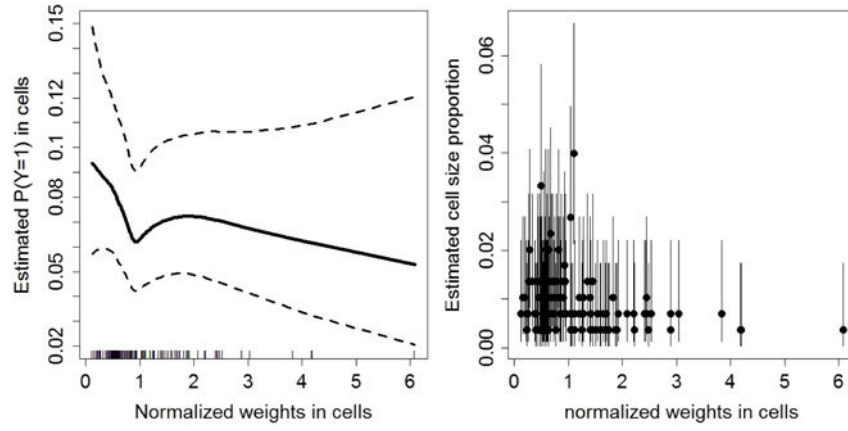 0.15
0.12
0.1
0.08
0.05
0.02
Estimated P(Y=1) in cells
0 1 2 3 4 5 6
Normalized weights in cells
0.06
0.04
0.02
0.00
Estimated cell size proportion
0 1 2 3 4 5 6
normalized weights in cells